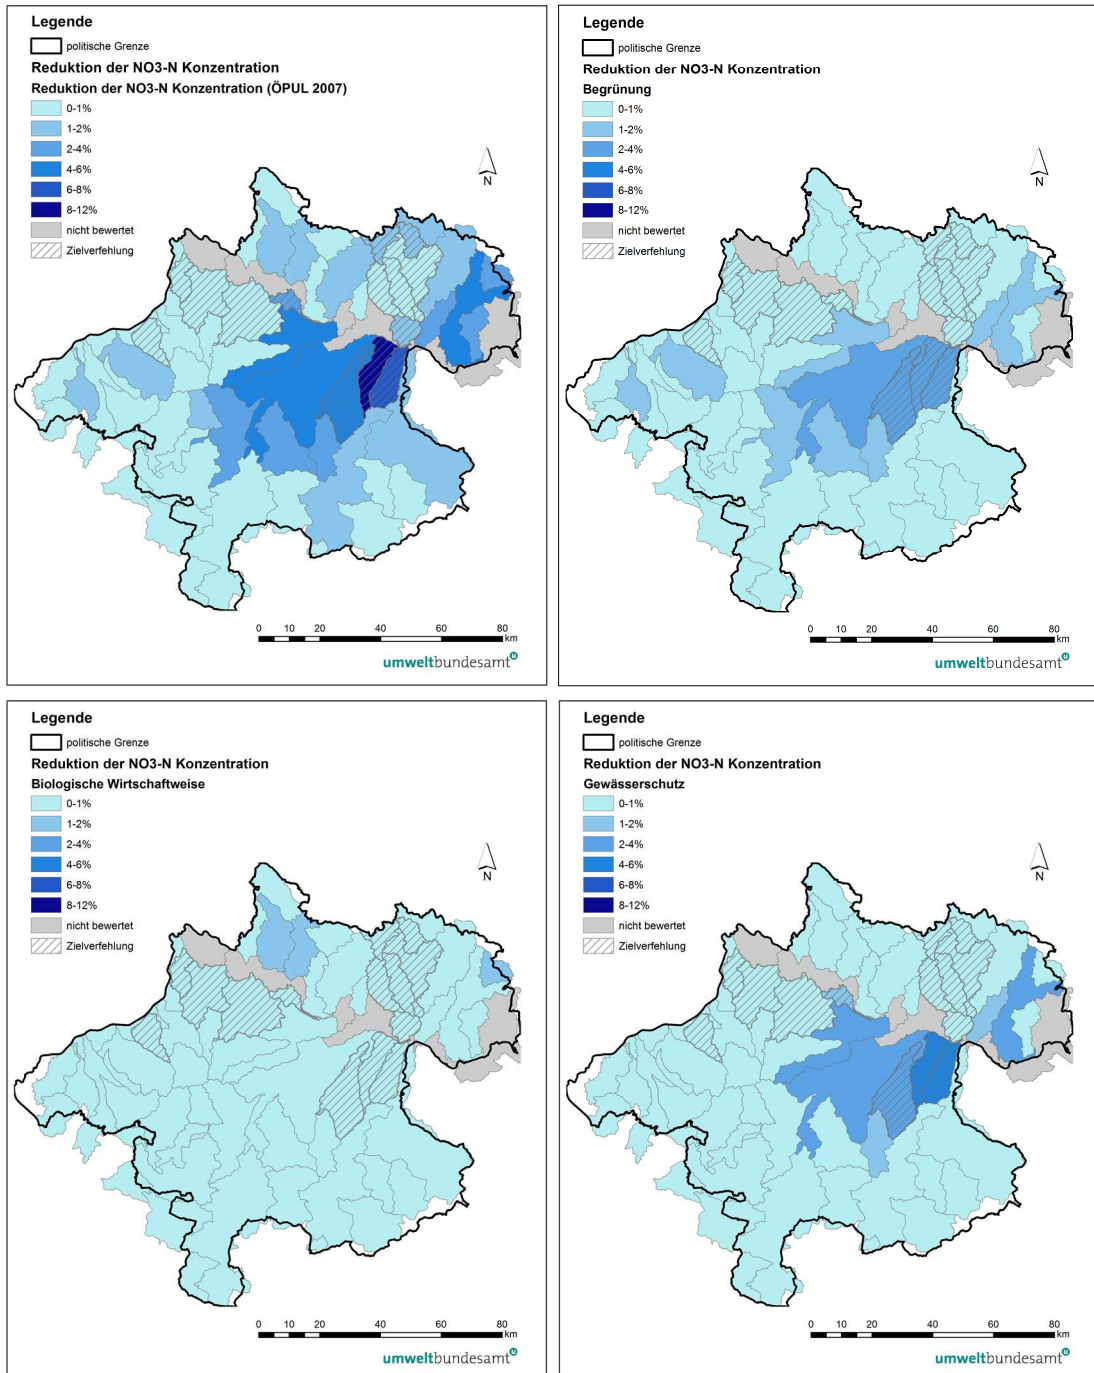 Legende
politische Grenze
Reduktion der NO3-N Konzentration
Reduktion der NO3-N Konzentration (ÖPUL 2007)
0-1%
1-2%
2-4%
4-6%
6-8%
8-12%
nicht bewertet
Zielverfehlung
N
0 20 40 60 80
km
umweltbundesamt u
Legende
politische Grenze
Reduktion der NO3-N Konzentration
Begrünung
0-1%
1-2%
2-4%
4-6%
6-8%
8-12%
nicht bewertet
Zielverfehlung
N
0 20 40 60 80
km
umweltbundesamt u
Legende
politische Grenze
Reduktion der NO3-N Konzentration
Biologische Wirtschaftweise
0-1%
1-2%
2-4%
4-6%
6-8%
8-12%
nicht bewertet
Zielverfehlung
N
0 20 40 60 80
km
umweltbundesamt u
Legende
politische Grenze
Reduktion der NO3-N Konzentration
Gewässerschutz
0-1%
1-2%
2-4%
4-6%
6-8%
8-12%
nicht bewertet
Zielverfehlung
N
0 20 40 60 80
km
umweltbundesamt u